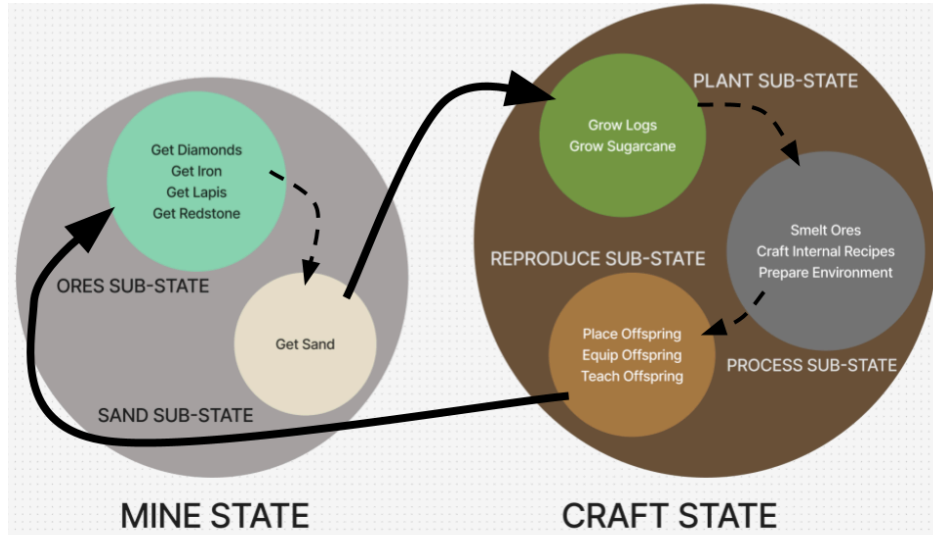 Get Diamonds
Get Iron
Get Lapis
Get Redstone
ORES SUB-STATE
Get Sand
SAND SUB-STATE
MINE STATE
PLANT SUB-STATE
Grow Logs
Grow Sugarcane
Smelt Ores
Craft Internal Recipes
Prepare Environment
PROCESS SUB-STATE
REPRODUCE SUB-STATE
Place Offspring
Equip Offspring
Teach Offspring
CRAFT STATE